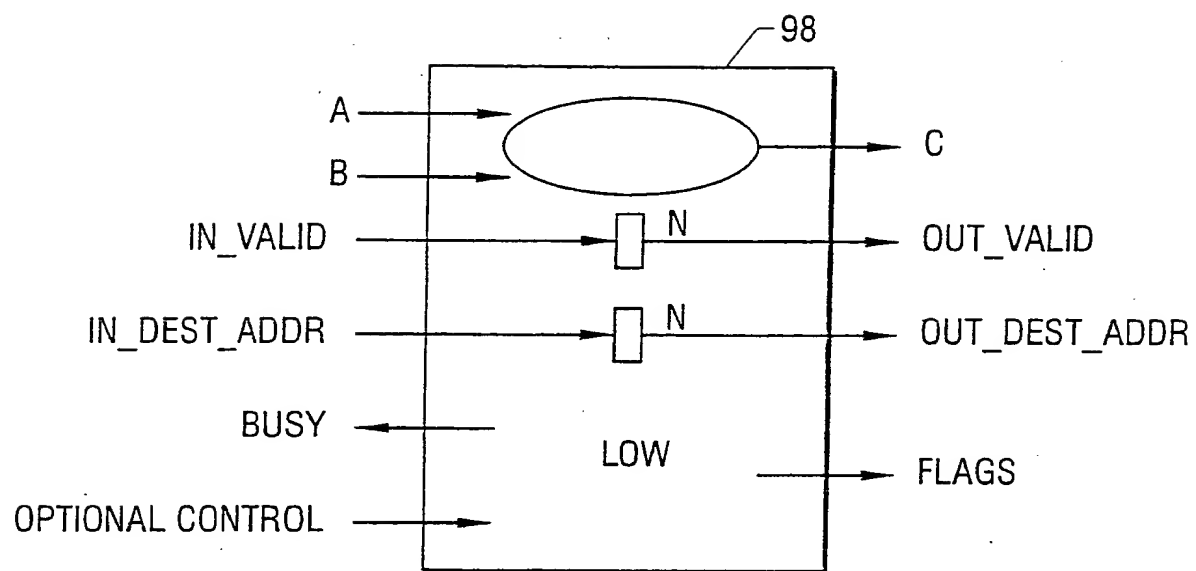 98
A
C
B
IN_VALID
N
OUT_VALID
IN_DEST_ADDR
N
OUT_DEST_ADDR
BUSY
LOW
FLAGS
OPTIONAL CONTROL